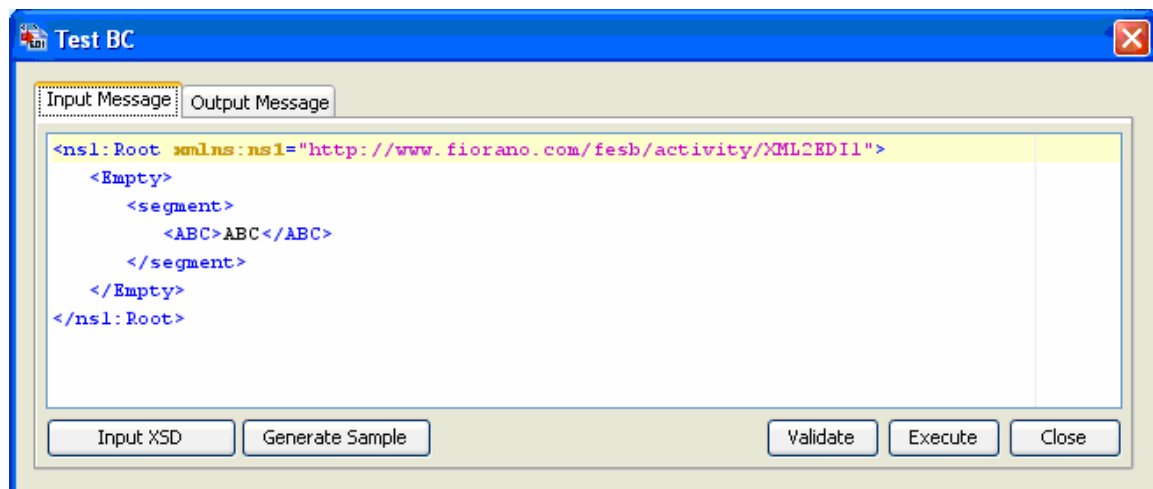 Test BC
Input Message Output Message
<ns1:Root xmlns:ns1="http://www.fiorano.com/fesb/activity/XML2EDI1">
<Empty>
<segment>
<ABC>ABC</ABC>
</segment>
</Empty>
</ns1:Root>
Input XSD Generate Sample Validate Execute Close